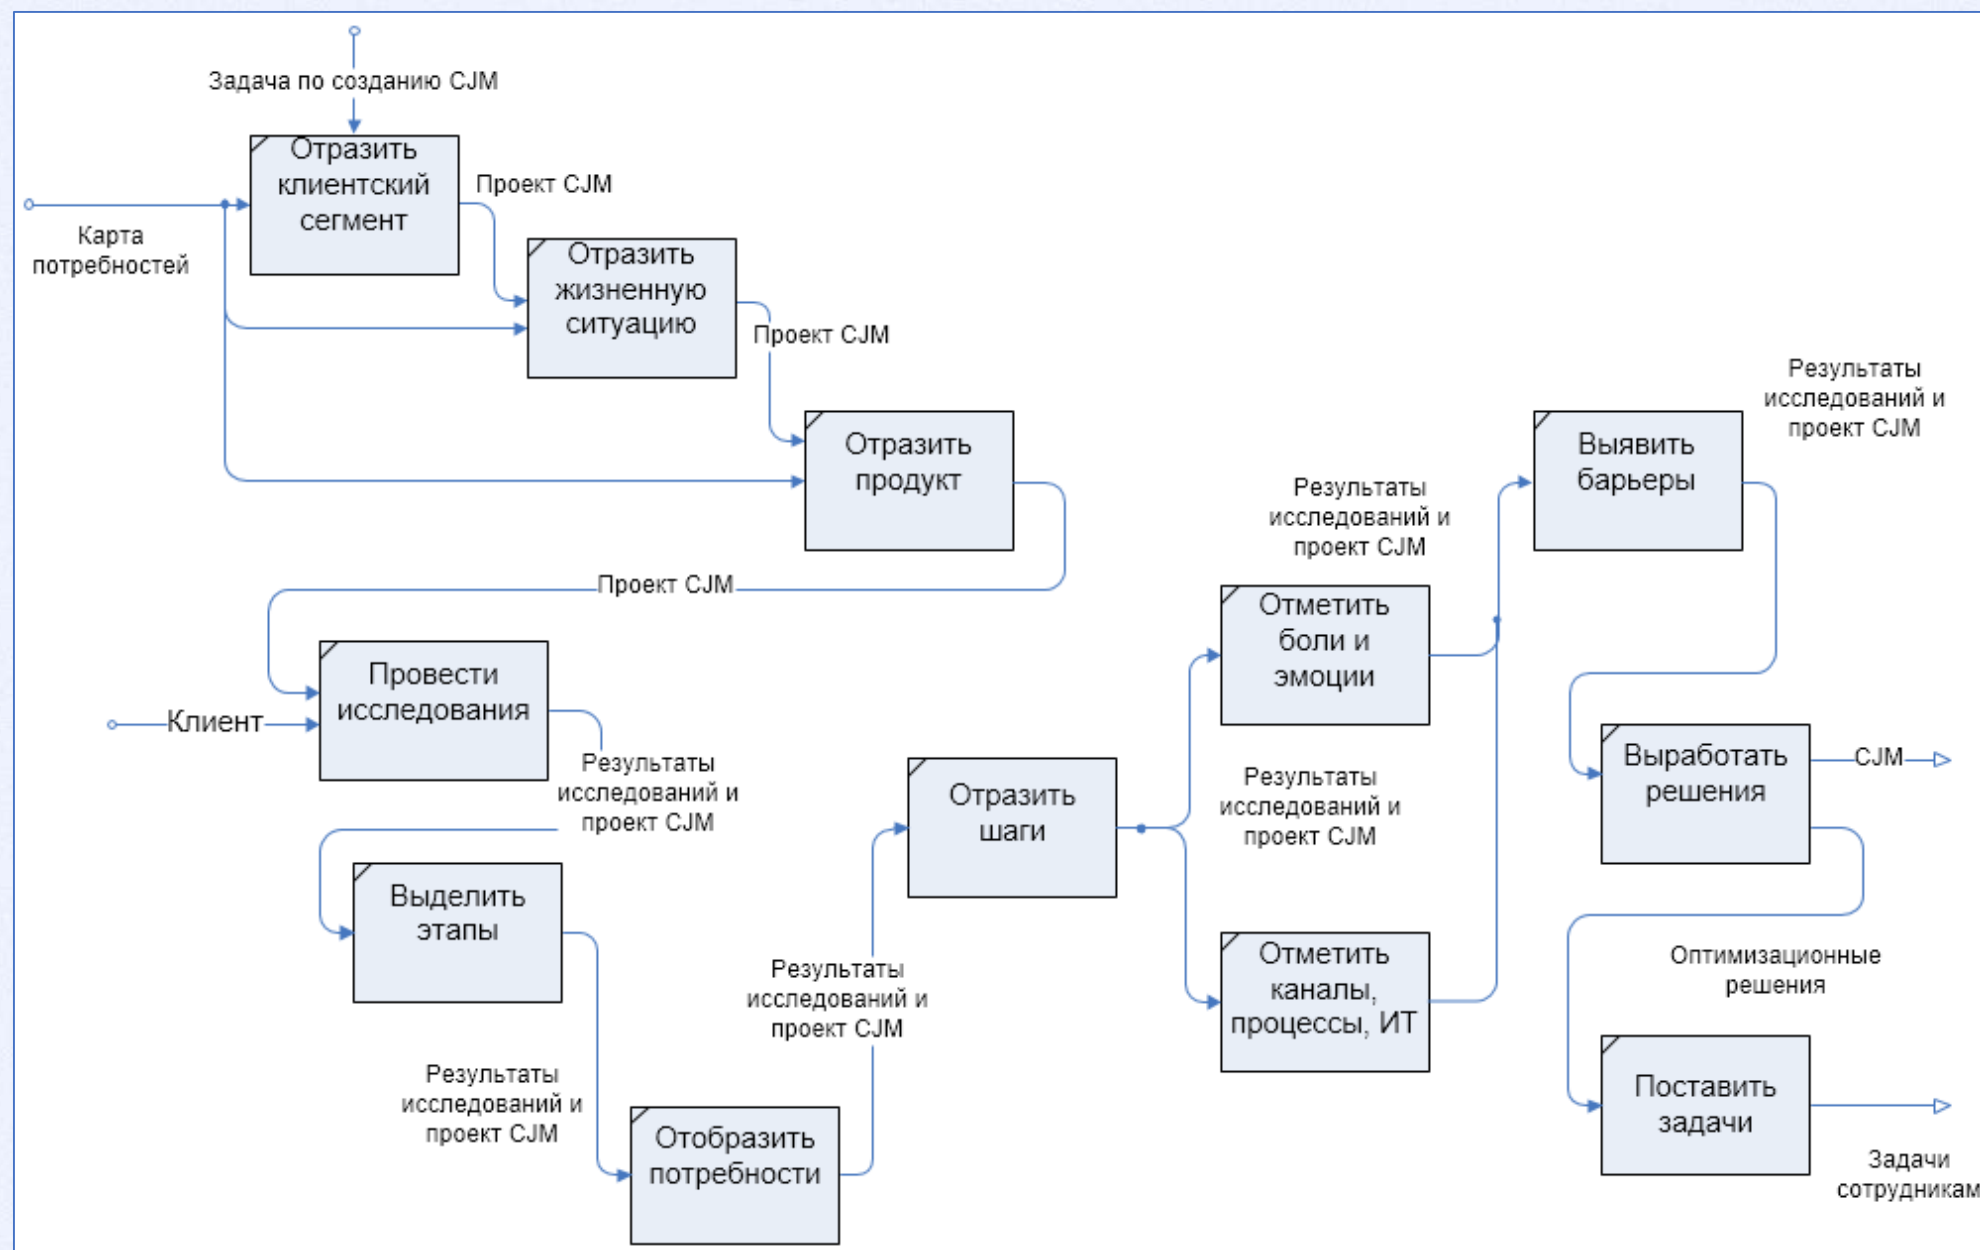 Задача по созданию CJM
Отразить
клиентский
сегмент
Проект CJM
Карта
потребностей
Отразить
жизненную
ситуацию
Проект CJM
Отразить
продукт
Результаты
исследований и
проект CJM
Выявить
барьеры
Результаты
исследований и
проект CJM
Проект CJM
Отметить
боли и
эмоции
Провести
исследования
Клиент
Результаты
исследований и
проект CJM
Отразить
шаги
Результаты
исследований и
проект CJM
Выработать
решения
CJM
Выделить
этапы
Результаты
исследований и
проект CJM
Отметить
каналы,
процессы, ИТ
Оптимизационные
решения
Результаты
исследований и
проект CJM
Отобразить
потребности
Поставить
задачи
Задачи
сотрудникам